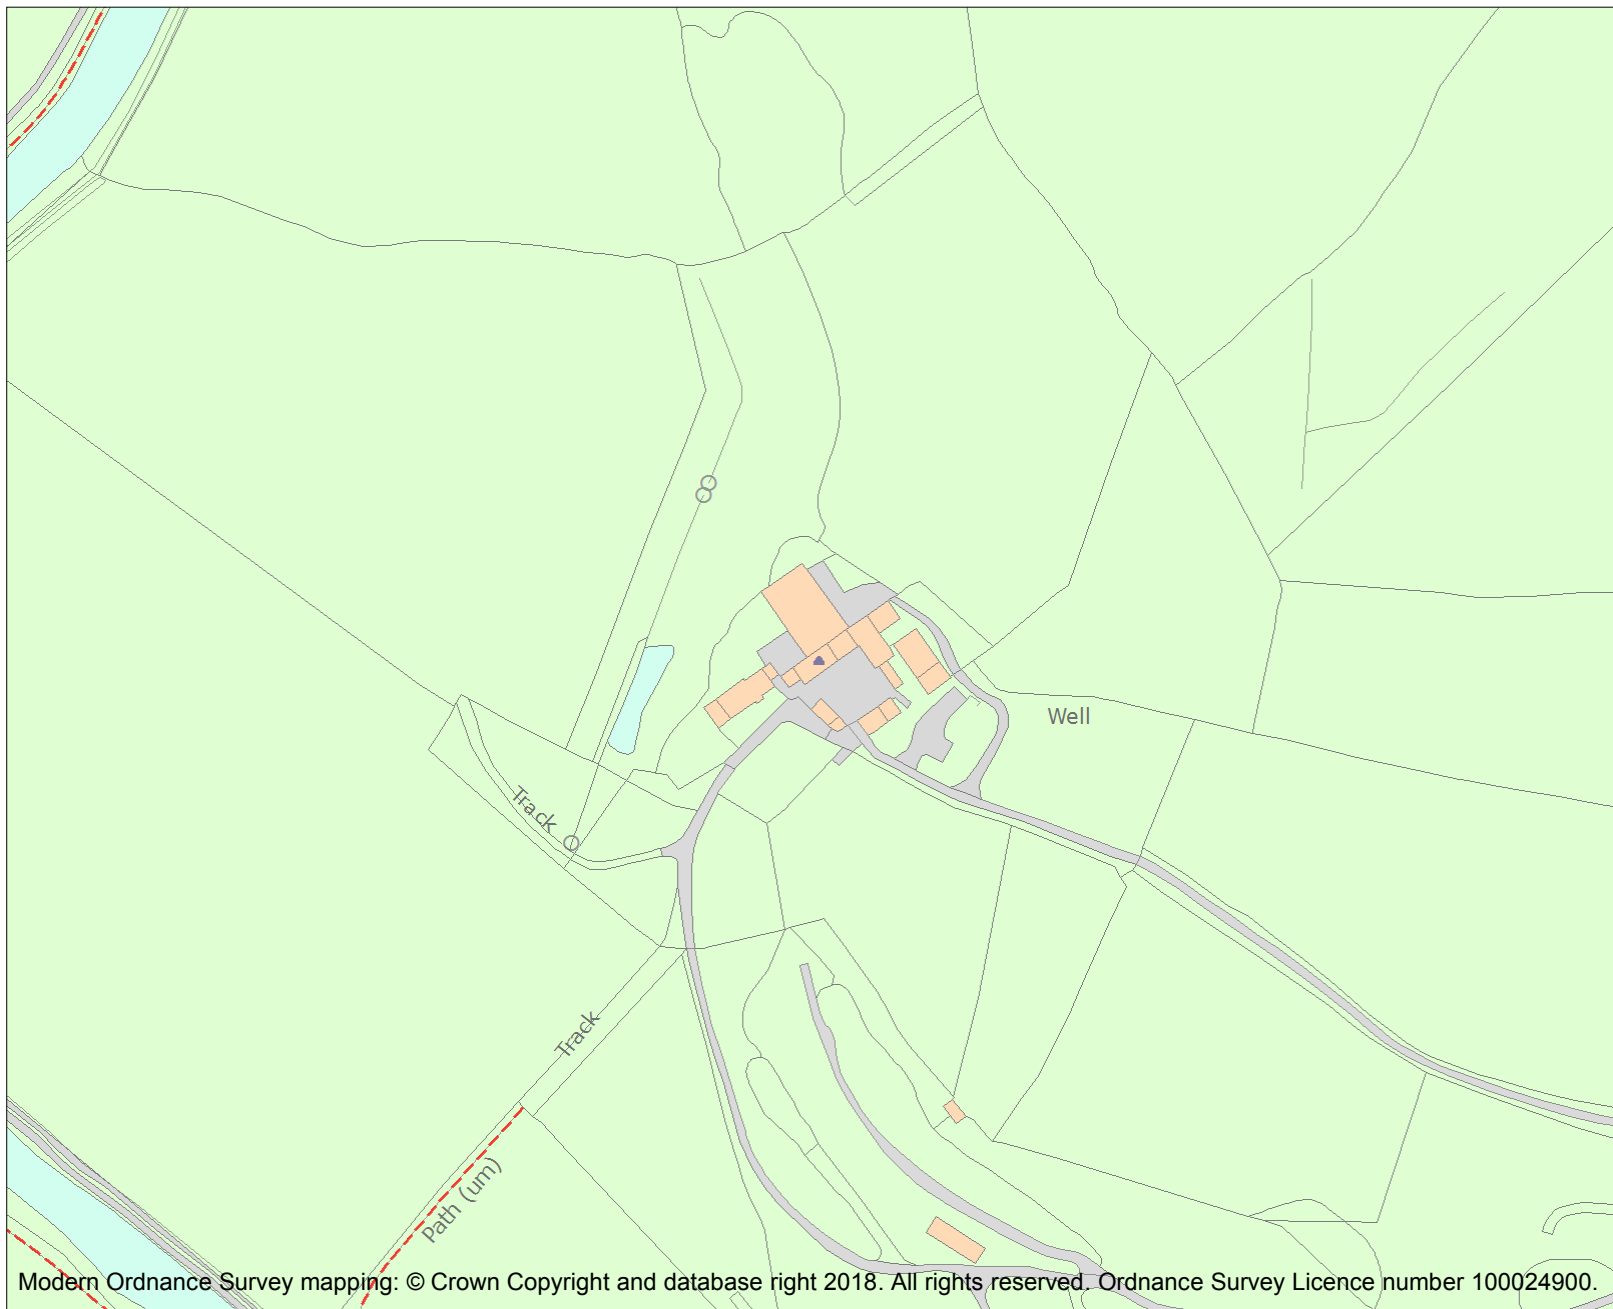 Well
Track
Track
Path (um)
Modern Ordnance Survey mapping: © Crown Copyright and database right 2018. All rights reserved. Ordnance Survey Licence number 100024900.